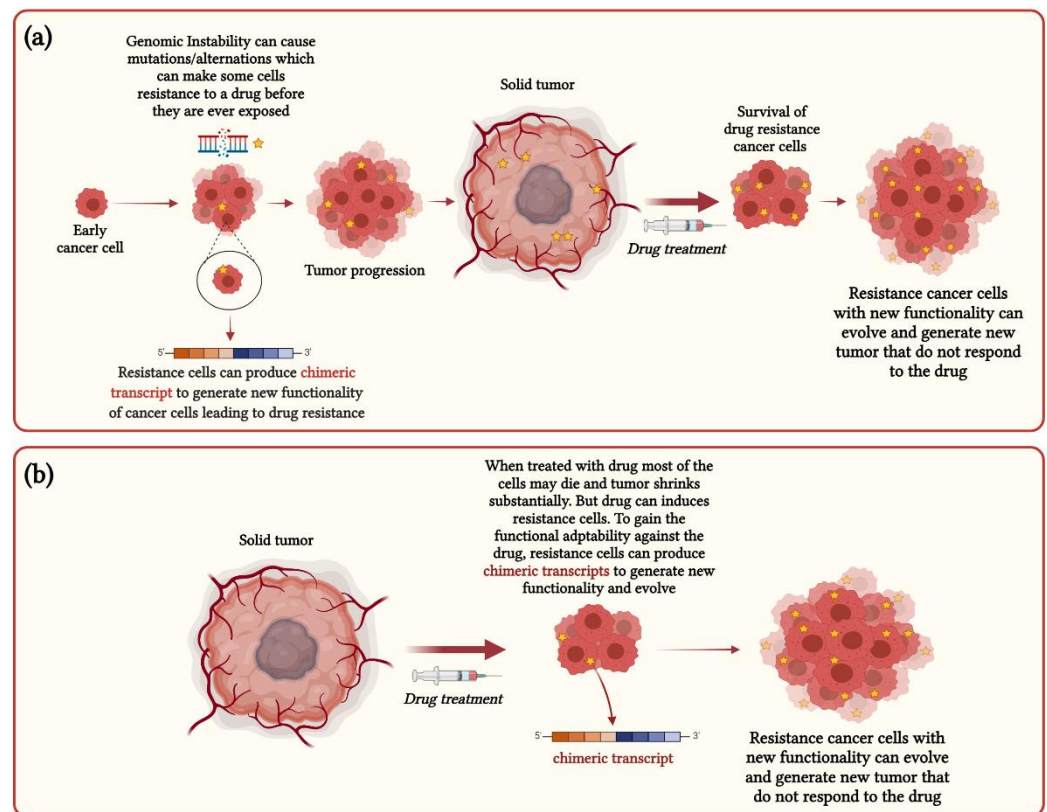 (a)
Genomic Instability can cause
mutations/alternations which
can make some cells
resistance to a drug before
they are ever exposed
Solid tumor
Survival of
drug resistance
cancer cells
Early
cancer cell
Tumor progression
Drug treatment
Resistance cancer cells
with new functionality can
evolve and generate new
tumor that do not respond
to the drug
5'
3'
Resistance cells can produce chimeric
transcript to generate new functionality
of cancer cells leading to drug resistance
(b)
When treated with drug most of the
cells may die and tumor shrinks
substantially. But drug can induces
resistance cells. To gain the
functional adptability against the
drug, resistance cells can produce
chimeric transcripts to generate new
functionality and evolve
Solid tumor
Drug treatment
5'
3'
chimeric transcript
Resistance cancer cells with
new functionality can evolve
and generate new tumor that
do not respond to the drug